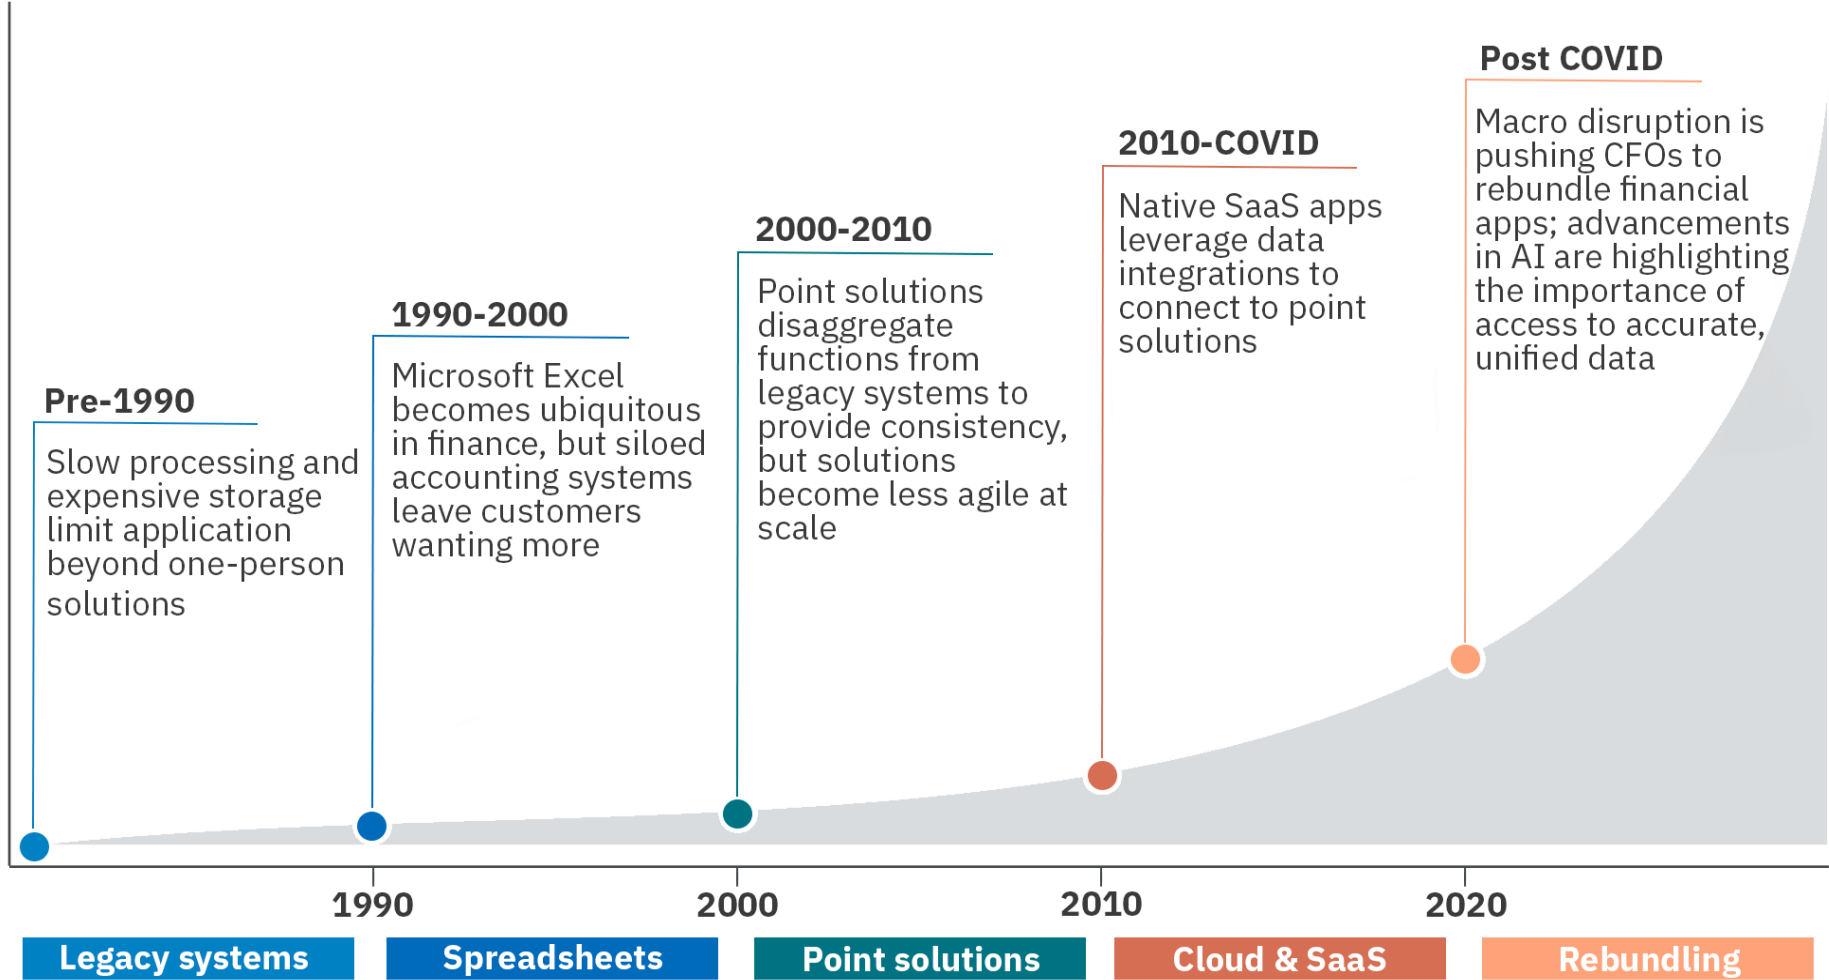 Pre-1990
Slow processing and
expensive storage
limit application
beyond one-person
solutions
1990-2000
Microsoft Excel
becomes ubiquitous
in finance, but siloed
accounting systems
leave customers
wanting more
2000-2010
Point solutions
disaggregate
functions from
legacy systems to
provide consistency,
but solutions
become less agile at
scale
2010-COVID
Native SaaS apps
leverage data
integrations to
connect to point
solutions
Post COVID
Macro disruption is
pushing CFOs to
rebundle financial
apps; advancements
in AI are highlighting
the importance of
access to accurate,
unified data
1990
2000
2010
2020
Legacy systems
Spreadsheets
Point solutions
Cloud & SaaS
Rebundling